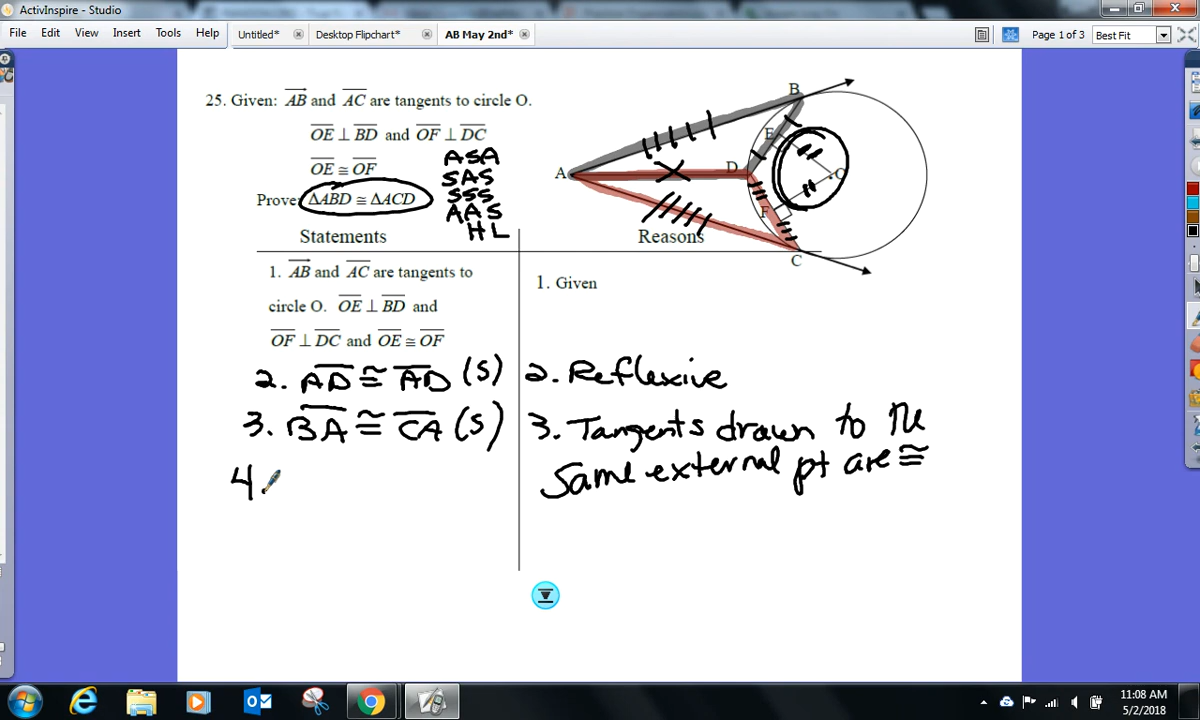 ActivInspire - Studio
File Edit View Insert Tools Help Untitled* Desktop Flipchart* AB May 2nd* Page 1 of 3 Best Fit
25. Given: AB and AC are tangents to circle O.
OE ⊥ BD and OF ⊥ DC
OE ≅ OF
Prove: ΔABD ≅ ΔACD
ASA
SAS
SSS
AAS
HL
A
B
E
D
O
F
C
Statements
Reasons
1. AB and AC are tangents to
circle O. OE ⊥ BD and
OF ⊥ DC and OE ≅ OF
1. Given
2. AD ≅ AD (S)
2. Reflexive
3. BA ≅ CA (S)
3. Tangents drawn to the
same external pt are ≅
4.
11:08 AM
5/2/2018